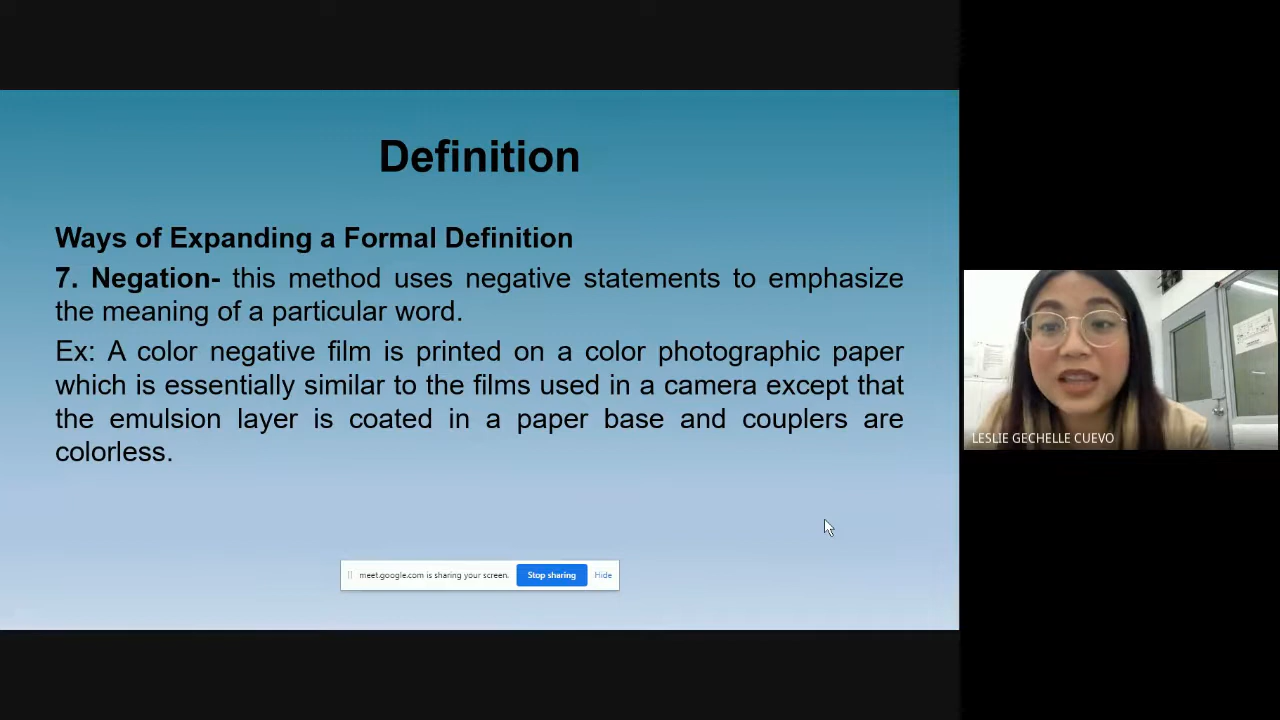 Definition
Ways of Expanding a Formal Definition
7. Negation- this method uses negative statements to emphasize
the meaning of a particular word.
Ex: A color negative film is printed on a color photographic paper
which is essentially similar to the films used in a camera except that
the emulsion layer is coated in a paper base and couplers are
colorless.
meet.google.com is sharing your screen.
Stop sharing
Hide
LESLIE GECHELLE CUEVO